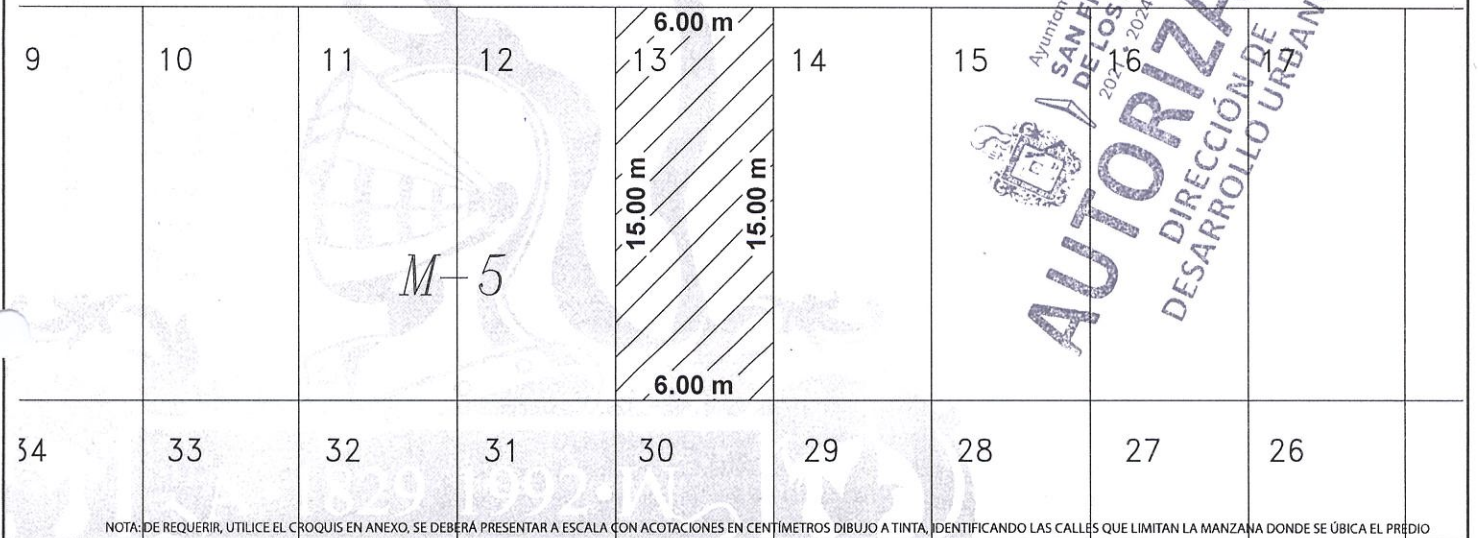 6.00 m
9 10 11 12 13 14 15 16 17
15.00 m 15.00 m
M-5
6.00 m
34 33 32 31 30 29 28 27 26
NOTA: DE REQUERIR, UTILICE EL CROQUIS EN ANEXO, SE DEBERÁ PRESENTAR A ESCALA CON ACOTACIONES EN CENTÍMETROS DIBUJO A TINTA, IDENTIFICANDO LAS CALLES QUE LIMITAN LA MANZANA DONDE SE ÚBICA EL PREDIO
DE LOS
DIRECCIÓN DE